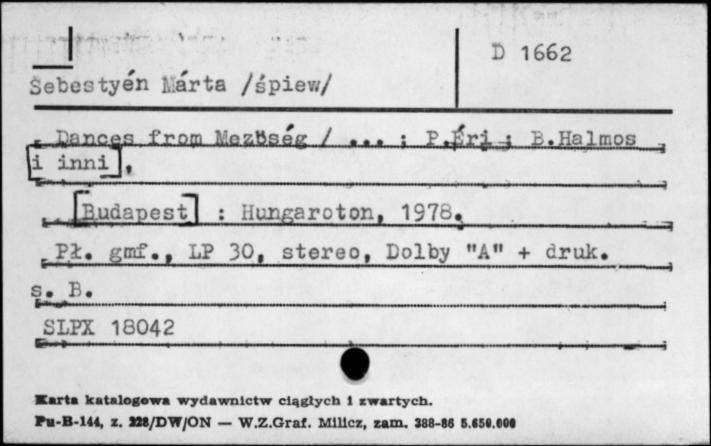 D 1662
Sebestyén Márta /śpiew/
Dances from Mezöség / ... ; P.Éri ; B.Halmos
[i inni],
[Budapest] : Hungaroton, 1978.
Pł. gmf., LP 30, stereo, Dolby "A" + druk.
s. B.
SLPX 18042
Karta katalogowa wydawnictw ciągłych i zwartych.
Pu-B-144, z. 228/DW/ON — W.Z.Graf. Milicz, zam. 388-86 5.650.000